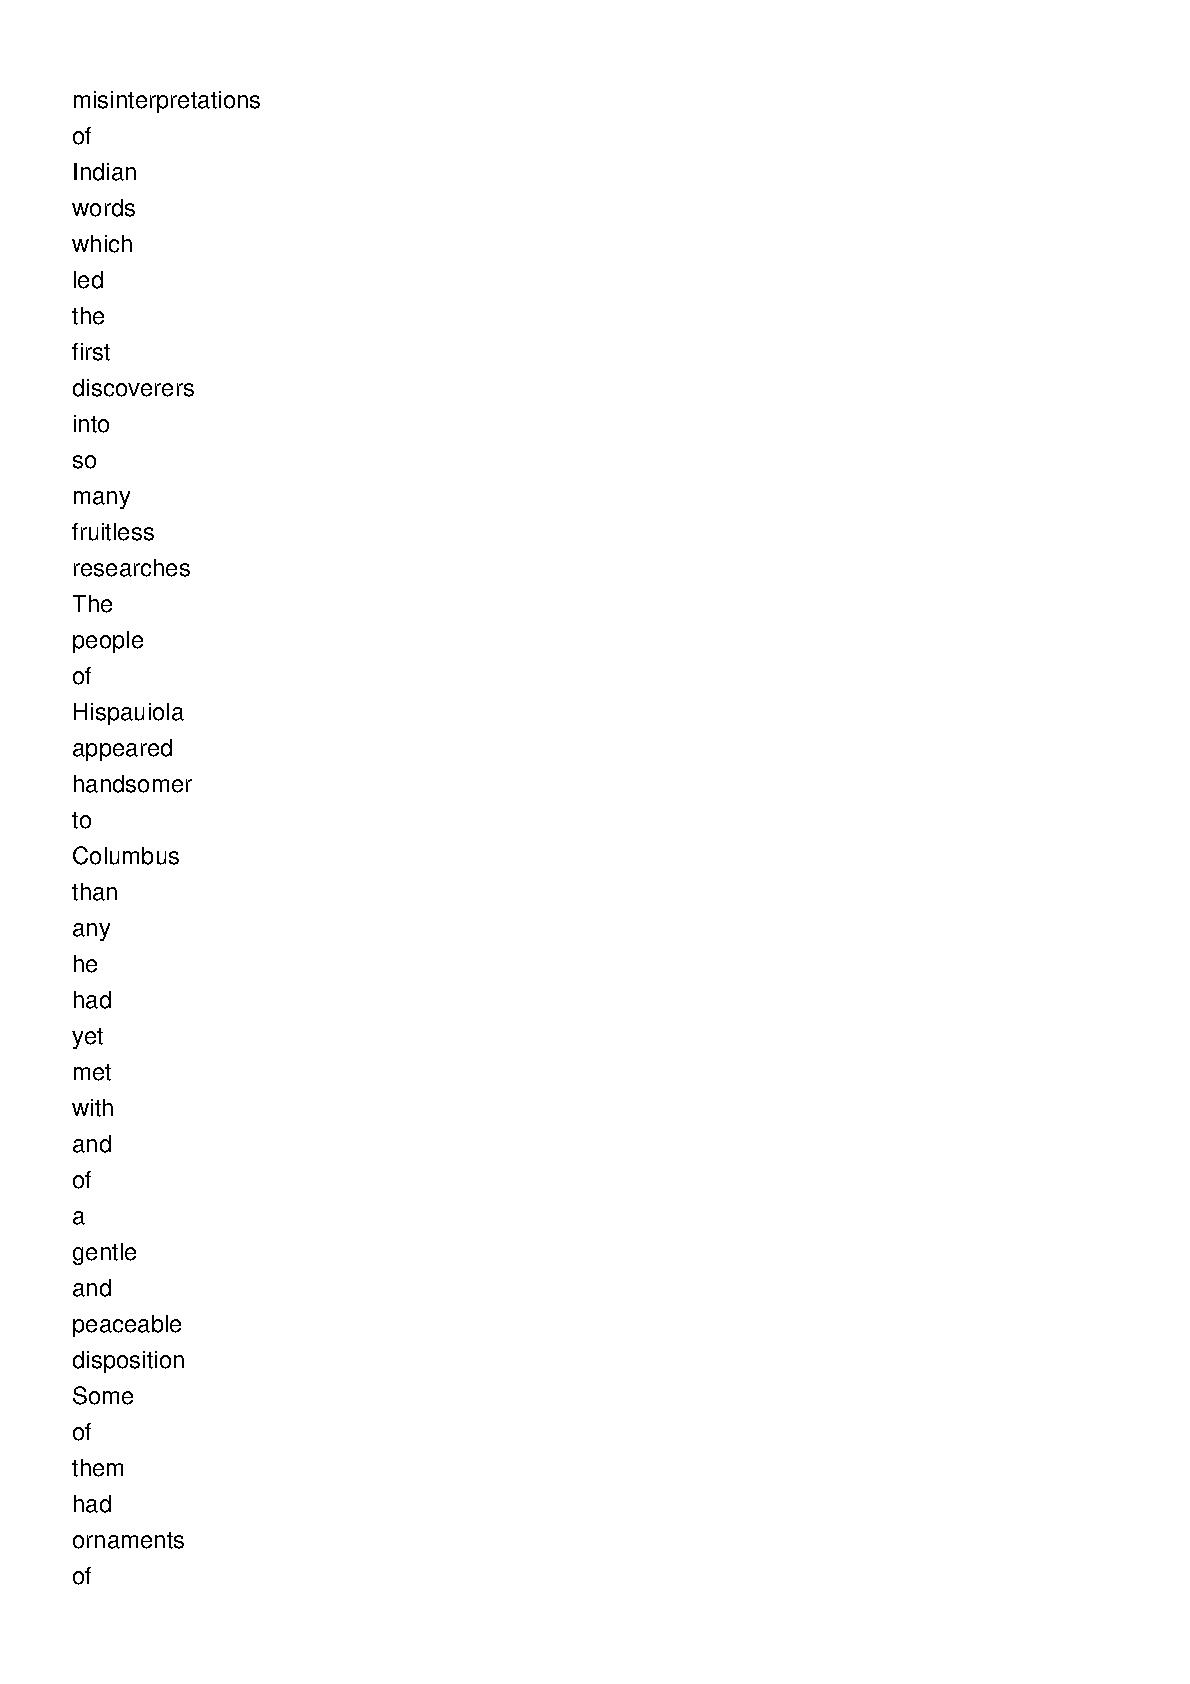 misinterpretations
of
Indian
words
which
led
the
first
discoverers
into
so
many
fruitless
researches
The
people
of
Hispauiola
appeared
handsomer
to
Columbus
than
any
he
had
yet
met
with
and
of
a
gentle
and
peaceable
disposition
Some
of
them
had
ornaments
of